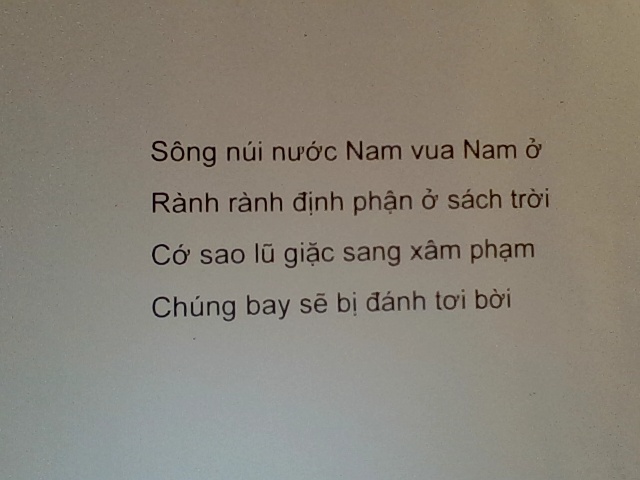 Sông núi nước Nam vua Nam ở
Rành rành định phận ở sách trời
Cớ sao lũ giặc sang xâm phạm
Chúng bay sẽ bị đánh tơi bời